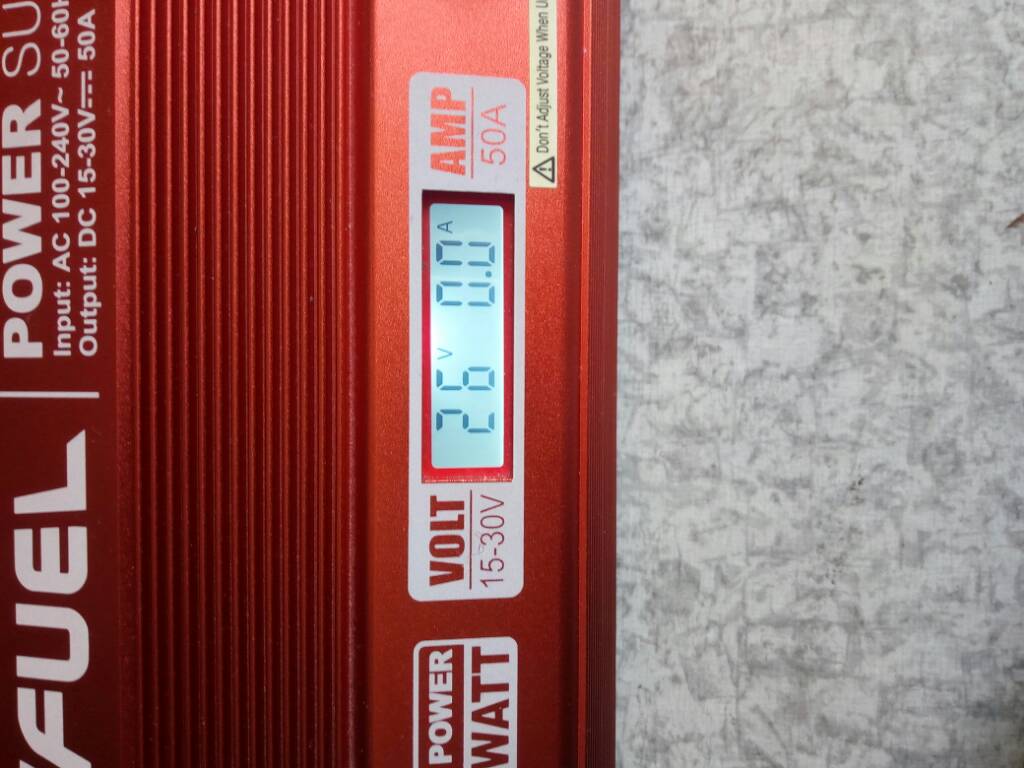 FUEL | POWER SU
Input: AC 100-240V~ 50-60H
Output: DC 15-30V⎓ 50A
POWER
WATT
VOLT
15-30V
26 V 0.0 A
AMP
50A
Don't Adjust Voltage When U